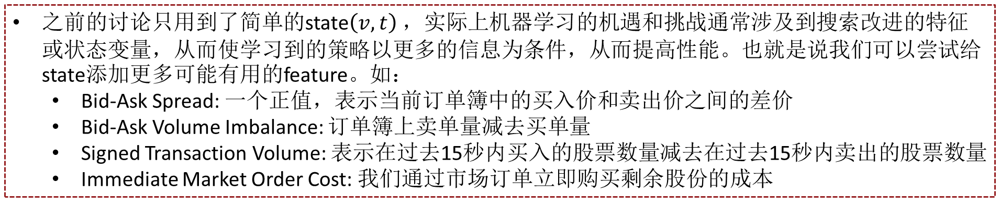 • 之前的讨论只用到了简单的state(v, t) ，实际上机器学习的机遇和挑战通常涉及到搜索改进的特征
或状态变量，从而使学习到的策略以更多的信息为条件，从而提高性能。也就是说我们可以尝试给
state添加更多可能有用的feature。如：
• Bid-Ask Spread: 一个正值，表示当前订单簿中的买入价和卖出价之间的差价
• Bid-Ask Volume Imbalance: 订单簿上卖单量减去买单量
• Signed Transaction Volume: 表示在过去15秒内买入的股票数量减去在过去15秒内卖出的股票数量
• Immediate Market Order Cost: 我们通过市场订单立即购买剩余股份的成本